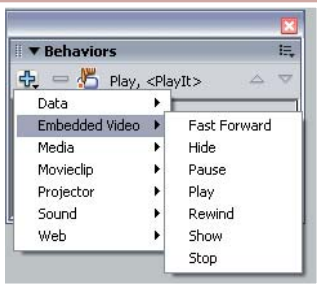 Behaviors
Play, <PlayIt>
Data
Embedded Video
Media
Movieclip
Projector
Sound
Web
Fast Forward
Hide
Pause
Play
Rewind
Show
Stop